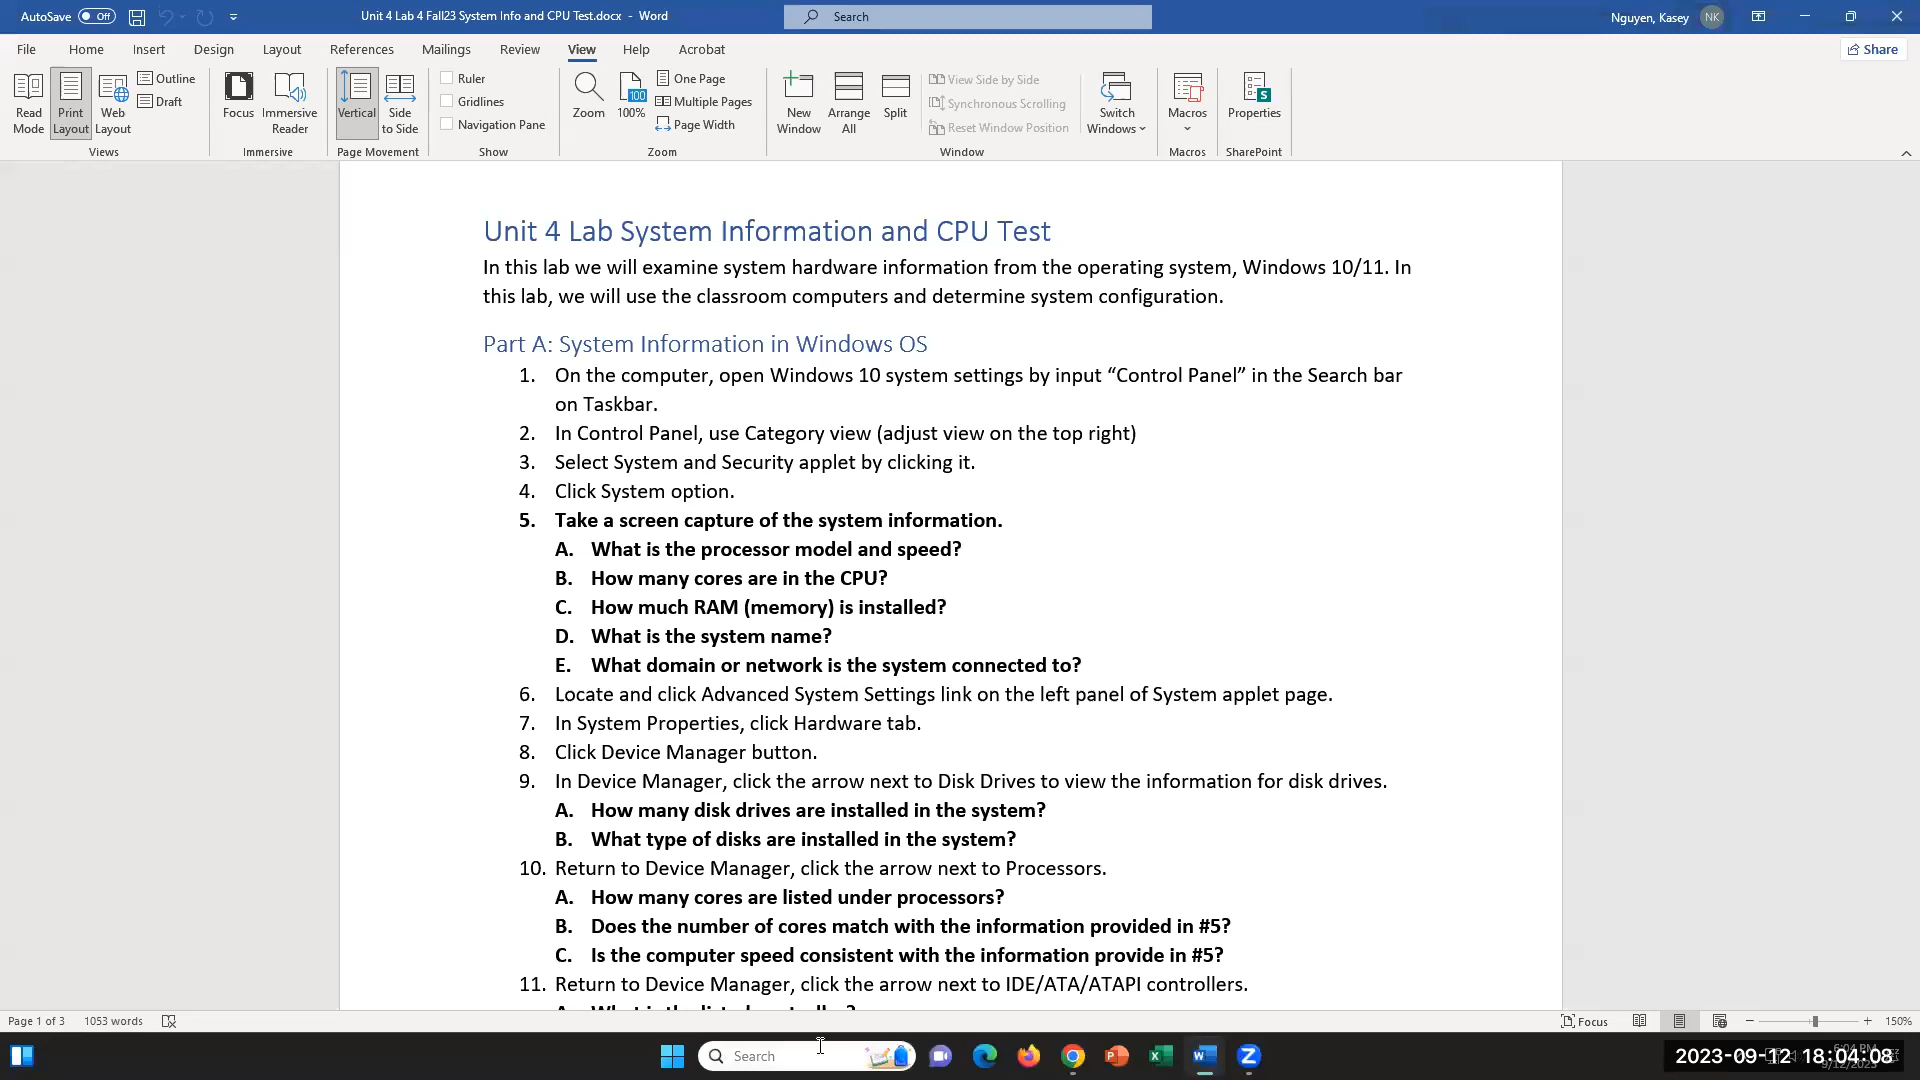 AutoSave Off Unit 4 Lab 4 Fall23 System Info and CPU Test.docx - Word Search Nguyen, Kasey NK
File Home Insert Design Layout References Mailings Review View Help Acrobat Share
Read Mode
Print Layout
Web Layout
Outline
Draft
Views
Focus
Immersive Reader
Immersive
Vertical
Side to Side
Page Movement
Ruler
Gridlines
Navigation Pane
Show
Zoom
100
100%
One Page
Multiple Pages
Page Width
Zoom
New Window
Arrange All
Split
View Side by Side
Synchronous Scrolling
Reset Window Position
Switch Windows
Window
Macros
Macros
Properties
SharePoint
Unit 4 Lab System Information and CPU Test
In this lab we will examine system hardware information from the operating system, Windows 10/11. In
this lab, we will use the classroom computers and determine system configuration.
Part A: System Information in Windows OS
1. On the computer, open Windows 10 system settings by input “Control Panel” in the Search bar
on Taskbar.
2. In Control Panel, use Category view (adjust view on the top right)
3. Select System and Security applet by clicking it.
4. Click System option.
5. Take a screen capture of the system information.
A. What is the processor model and speed?
B. How many cores are in the CPU?
C. How much RAM (memory) is installed?
D. What is the system name?
E. What domain or network is the system connected to?
6. Locate and click Advanced System Settings link on the left panel of System applet page.
7. In System Properties, click Hardware tab.
8. Click Device Manager button.
9. In Device Manager, click the arrow next to Disk Drives to view the information for disk drives.
A. How many disk drives are installed in the system?
B. What type of disks are installed in the system?
10. Return to Device Manager, click the arrow next to Processors.
A. How many cores are listed under processors?
B. Does the number of cores match with the information provided in #5?
C. Is the computer speed consistent with the information provide in #5?
11. Return to Device Manager, click the arrow next to IDE/ATA/ATAPI controllers.
A. What is the listed controller?
Page 1 of 3 1053 words Focus 150%
Search
2023-09-12 18:04:08